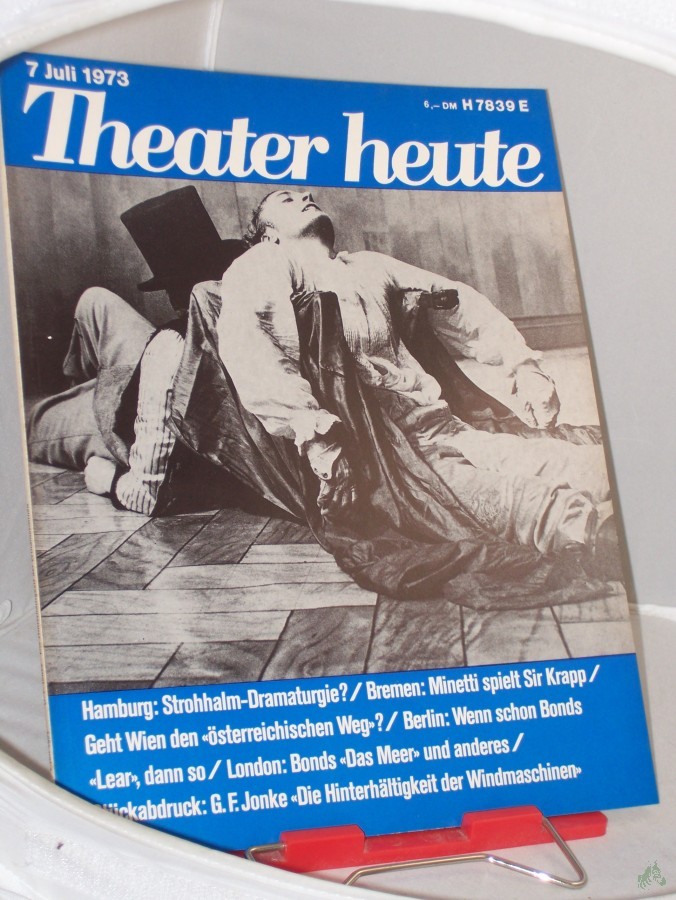 7 Juli 1973
6,– DM H 7839 E
Theater heute
Hamburg: Strohhalm-Dramaturgie? / Bremen: Minetti spielt Sir Krapp /
Geht Wien den «österreichischen Weg»? / Berlin: Wenn schon Bonds
«Lear», dann so / London: Bonds «Das Meer» und anderes /
Stückabdruck: G. F. Jonke «Die Hinterhältigkeit der Windmaschinen»